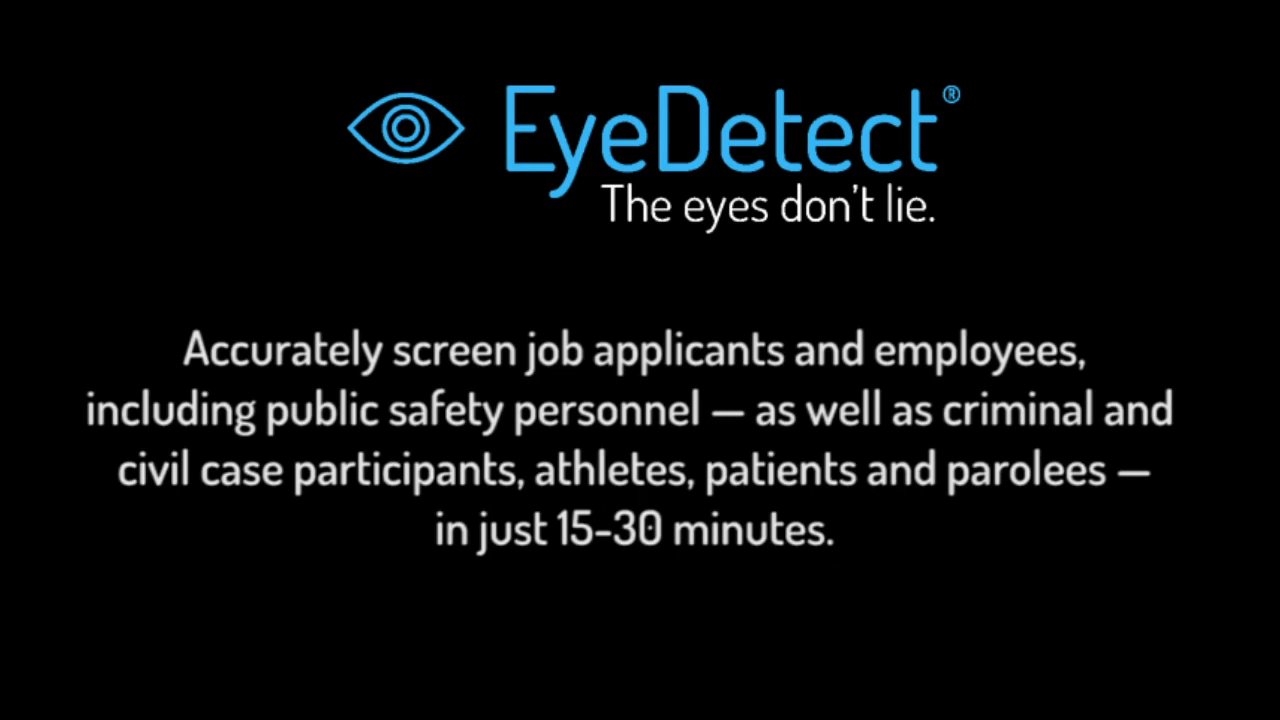 EyeDetect®
The eyes don't lie.
Accurately screen job applicants and employees,
including public safety personnel — as well as criminal and
civil case participants, athletes, patients and parolees —
in just 15-30 minutes.